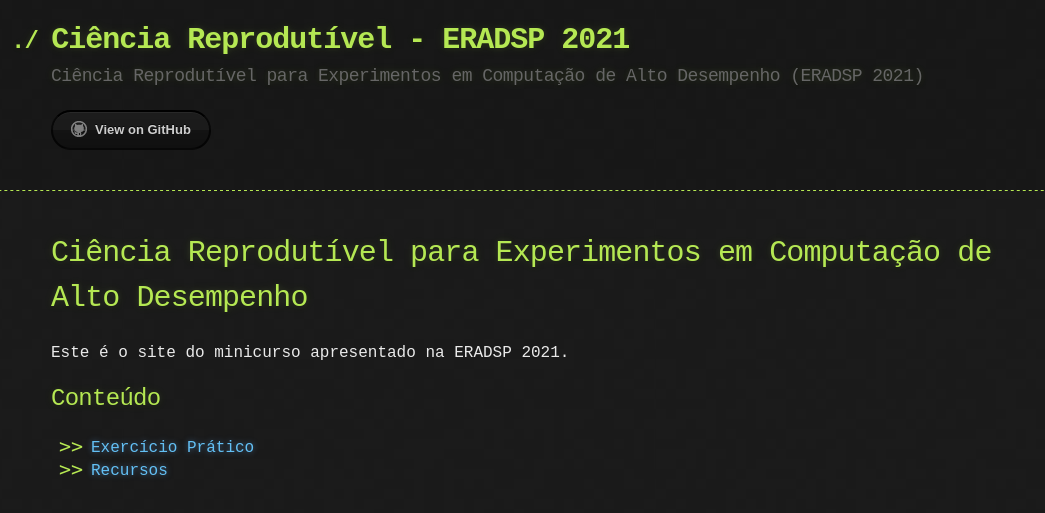 ./ Ciência Reprodutível - ERADSP 2021
Ciência Reprodutível para Experimentos em Computação de Alto Desempenho (ERADSP 2021)
View on GitHub
Ciência Reprodutível para Experimentos em Computação de
Alto Desempenho
Este é o site do minicurso apresentado na ERADSP 2021.
Conteúdo
>> Exercício Prático
>> Recursos